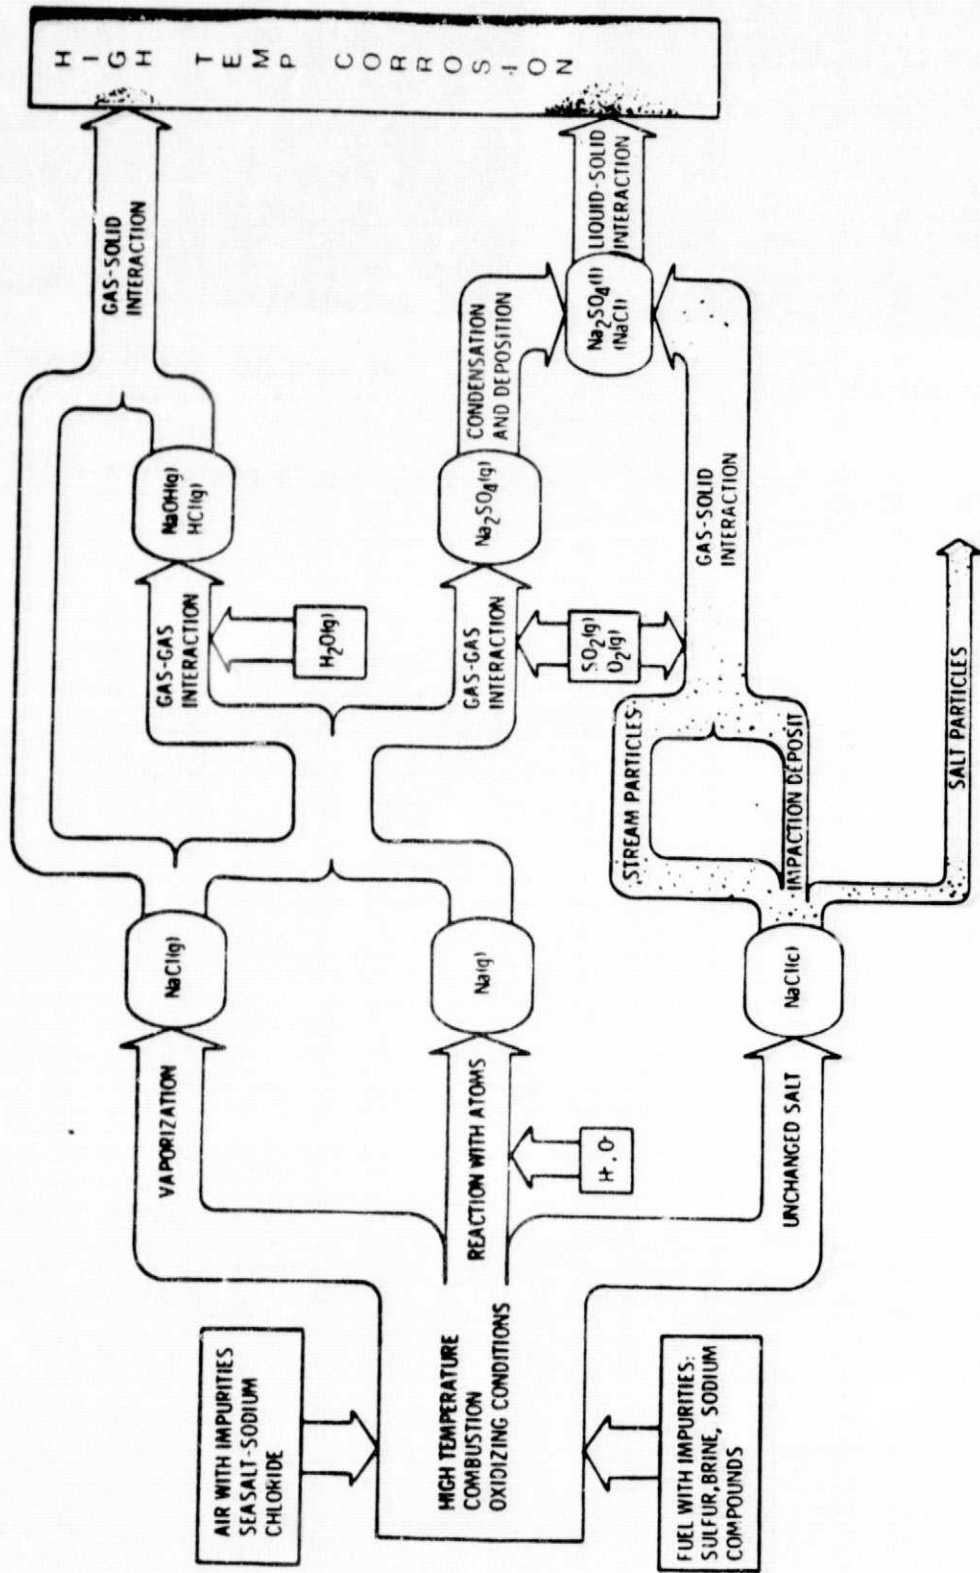 AIR WITH IMPURITIES
SEASALT-SODIUM
CHLORIDE
HIGH TEMPERATURE
COMBUSTION
OXIDIZING CONDITIONS
FUEL WITH IMPURITIES:
SULFUR, BRINE, SODIUM
COMPOUNDS
VAPORIZATION
REACTION WITH ATOMS
H·, O·
UNCHANGED SALT
NaCl(g)
Na(g)
NaCl(c)
GAS-GAS
INTERACTION
H2O(g)
GAS-GAS
INTERACTION
SO2(g)
O2(g)
STREAM PARTICLES
IMPACTION DEPOSIT
SALT PARTICLES
NaOH(g)
HCl(g)
Na2SO4(g)
GAS-SOLID
INTERACTION
GAS-SOLID
INTERACTION
CONDENSATION
AND DEPOSITION
Na2SO4(l)
(NaCl)
LIQUID-SOLID
INTERACTION
HIGH TEMP CORROSION